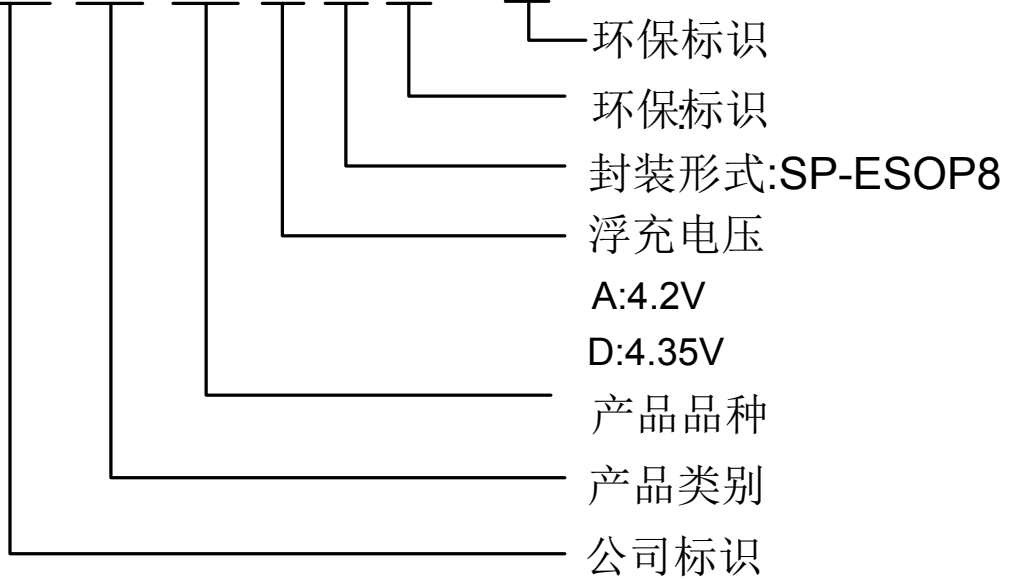 环保标识
环保:标识
封装形式:SP-ESOP8
浮充电压
A:4.2V
D:4.35V
产品品种
产品类别
公司标识